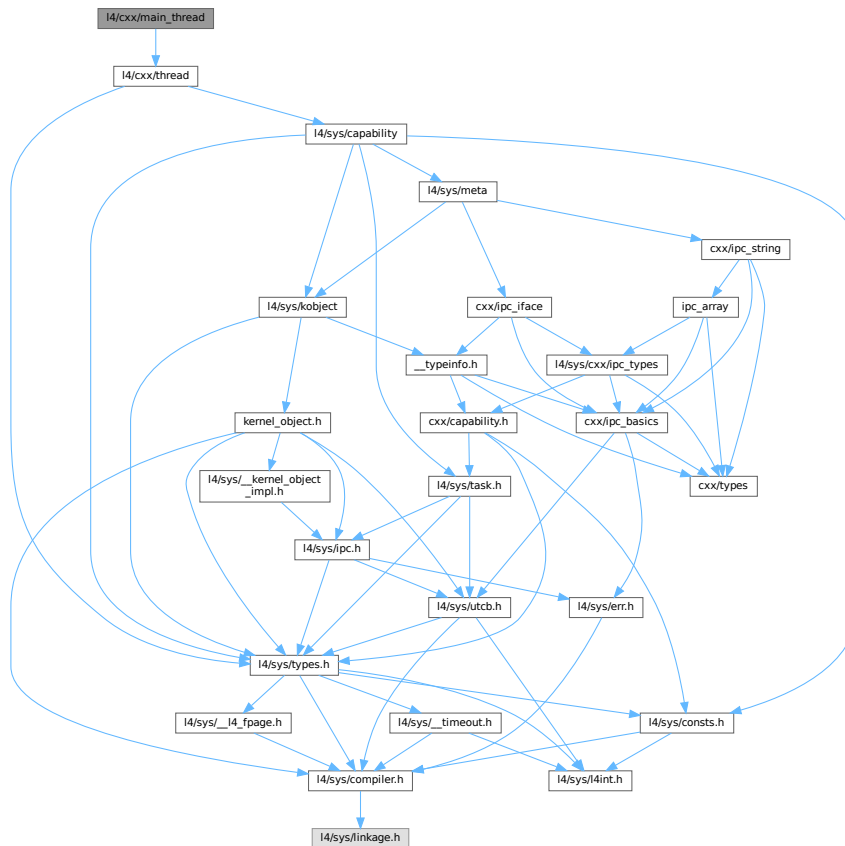 l4/cxx/main_thread
l4/cxx/thread
l4/sys/capability
l4/sys/meta
cxx/ipc_string
l4/sys/kobject
cxx/ipc_iface
ipc_array
__typeinfo.h
l4/sys/cxx/ipc_types
kernel_object.h
cxx/capability.h
cxx/ipc_basics
l4/sys/__kernel_object
_impl.h
l4/sys/task.h
cxx/types
l4/sys/ipc.h
l4/sys/utcb.h
l4/sys/err.h
l4/sys/types.h
l4/sys/__l4_fpage.h
l4/sys/__timeout.h
l4/sys/consts.h
l4/sys/compiler.h
l4/sys/l4int.h
l4/sys/linkage.h